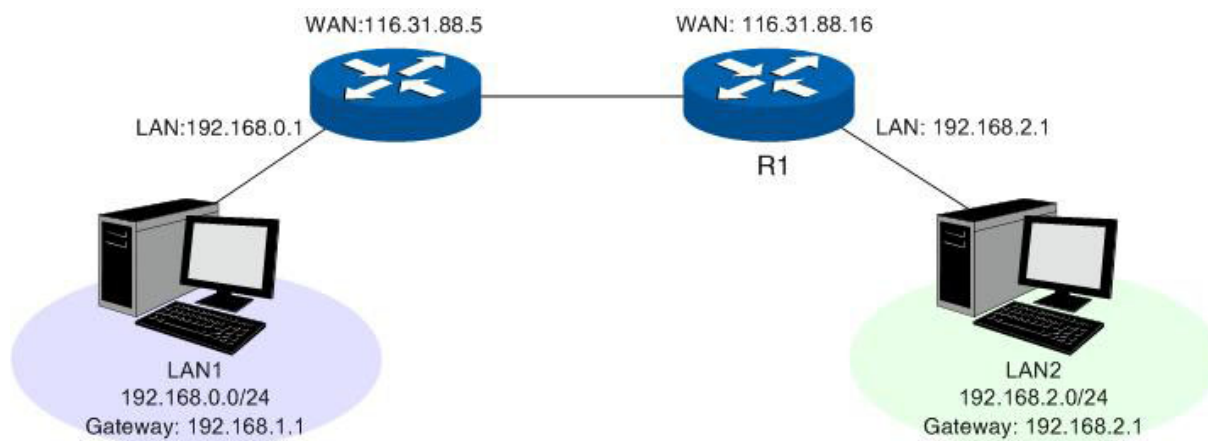 WAN:116.31.88.5
WAN: 116.31.88.16
LAN:192.168.0.1
LAN: 192.168.2.1
R1
LAN1
192.168.0.0/24
Gateway: 192.168.1.1
LAN2
192.168.2.0/24
Gateway: 192.168.2.1